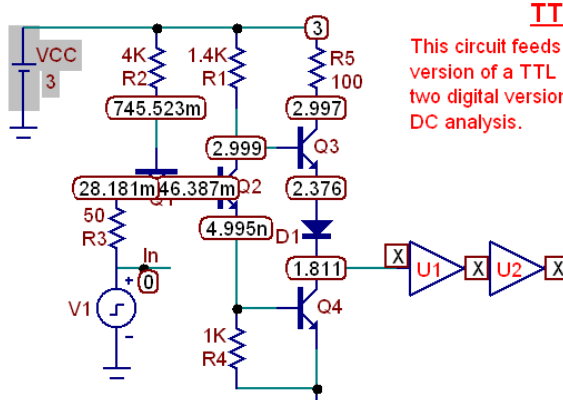 TT
This circuit feeds
version of a TTL
two digital version
DC analysis.
3
VCC
3
4K
R2
1.4K
R1
R5
100
745.523m
2.997
2.999
Q3
28.181m
46.387m
Q2
2.376
50
R3
4.995n
D1
In
0
1.811
X
U1
X
U2
X
V1
+
-
Q4
1K
R4